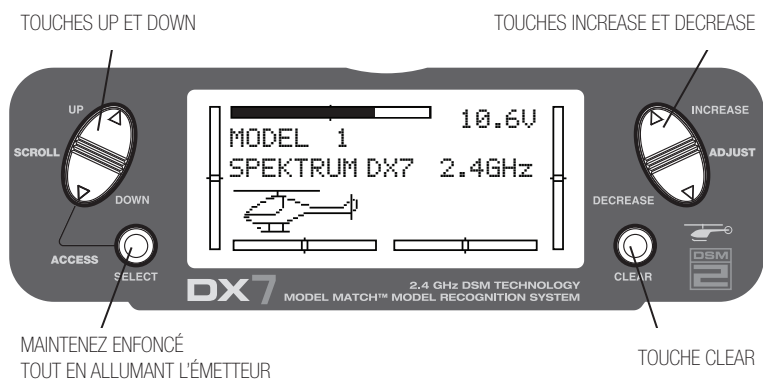 TOUCHES UP ET DOWN
TOUCHES INCREASE ET DECREASE
UP
SCROLL
DOWN
ACCESS
SELECT
10.6V
MODEL 1
SPEKTRUM DX7 2.4GHz
INCREASE
ADJUST
DECREASE
CLEAR
DSM
2
DX7
2.4 GHz DSM TECHNOLOGY
MODEL MATCH™ MODEL RECOGNITION SYSTEM
MAINTENEZ ENFONCÉ
TOUT EN ALLUMANT L'ÉMETTEUR
TOUCHE CLEAR